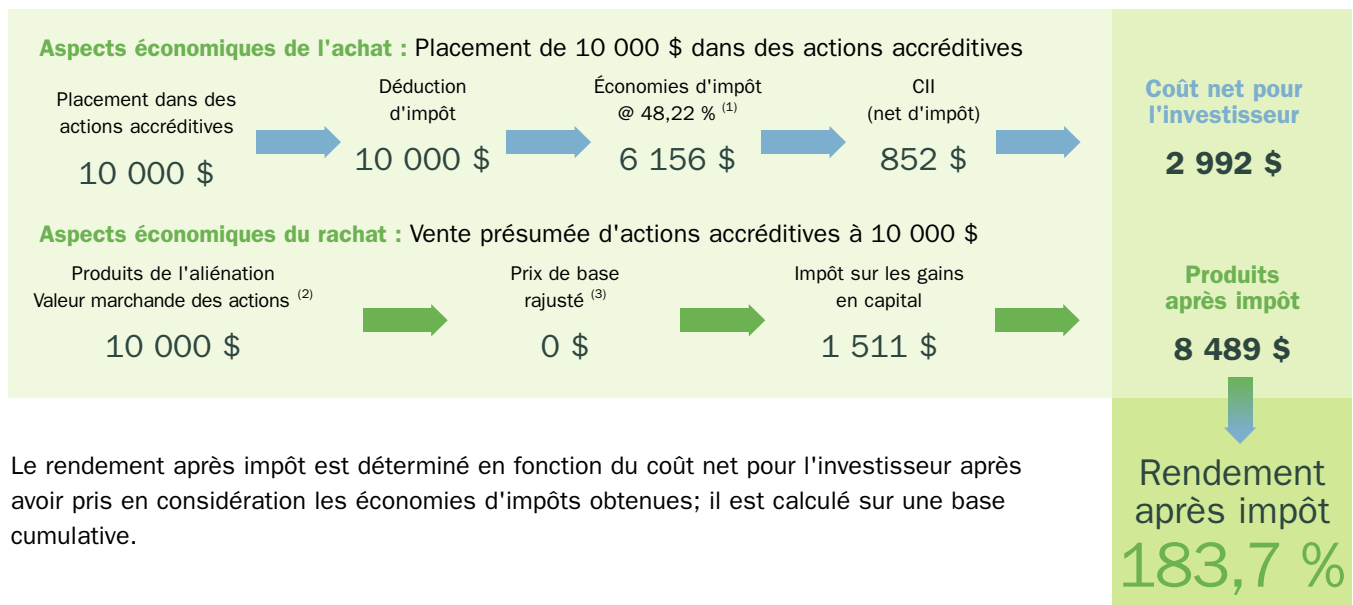 Aspects économiques de l'achat : Placement de 10 000 $ dans des actions accréditives
Placement dans des
actions accréditives
10 000 $
Déduction
d'impôt
10 000 $
Économies d'impôt
@ 48,22 % (1)
6 156 $
CII
(net d'impôt)
852 $
Coût net pour
l'investisseur
2 992 $
Aspects économiques du rachat : Vente présumée d'actions accréditives à 10 000 $
Produits de l'aliénation
Valeur marchande des actions (2)
10 000 $
Prix de base
rajusté (3)
0 $
Impôt sur les gains
en capital
1 511 $
Produits
après impôt
8 489 $
Le rendement après impôt est déterminé en fonction du coût net pour l'investisseur après
avoir pris en considération les économies d'impôts obtenues; il est calculé sur une base
cumulative.
Rendement
après impôt
183,7 %